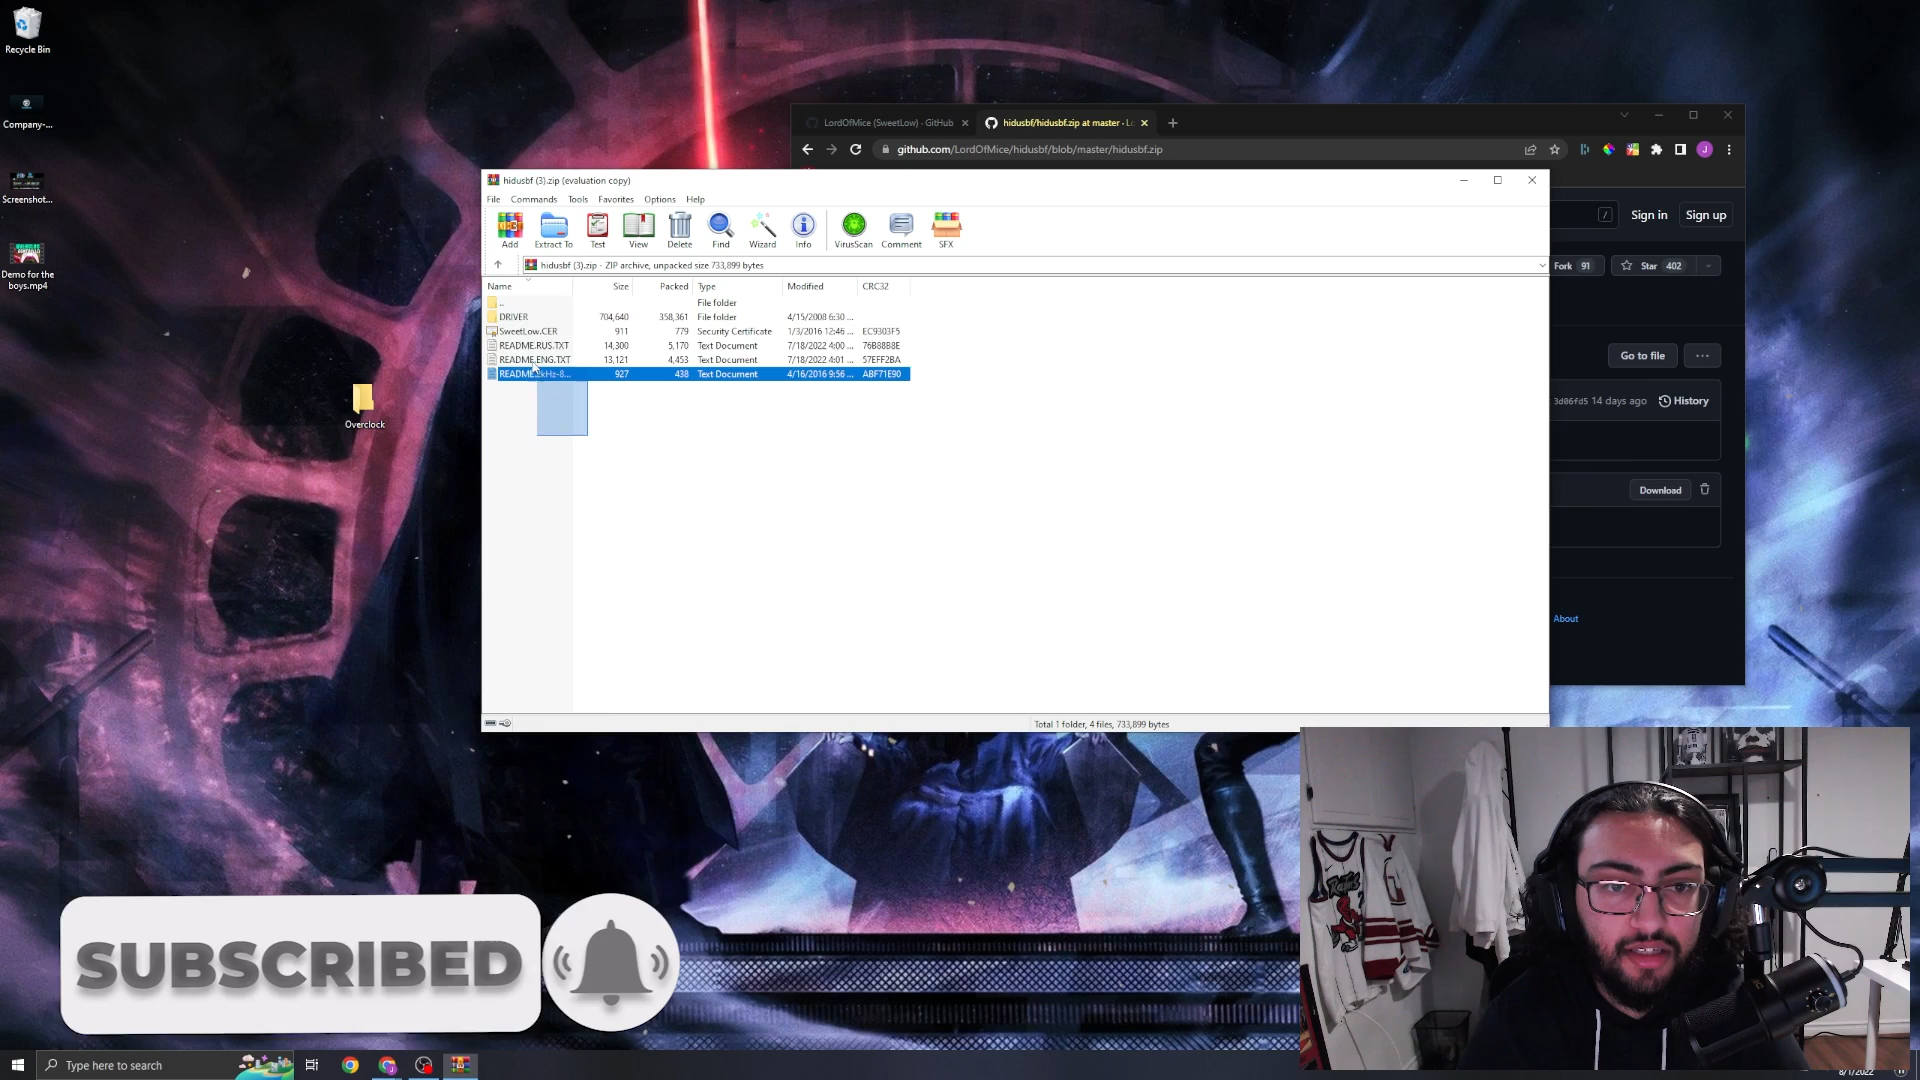 Recycle Bin
Company-...
Screenshot...
Demo for the
boys.mp4
Overclock
LordOfMice (SweetLow) · GitHub
hidusbf/hidusbf.zip at master · L
github.com/LordOfMice/hidusbf/blob/master/hidusbf.zip
J
hidusbf (3).zip (evaluation copy)
File Commands Tools Favorites Options Help
Add Extract To Test View Delete Find Wizard Info VirusScan Comment SFX
hidusbf (3).zip - ZIP archive, unpacked size 733,899 bytes
Name Size Packed Type Modified CRC32
.. File folder
DRIVER 704,640 358,361 File folder 4/15/2008 6:30 ...
SweetLow.CER 911 779 Security Certificate 1/3/2016 12:46 ... EC9303F5
README.RUS.TXT 14,300 5,170 Text Document 7/18/2022 4:00 ... 76B88B8E
README.ENG.TXT 13,121 4,453 Text Document 7/18/2022 4:01 ... 57EFF2BA
README.2kHz-8... 927 438 Text Document 4/16/2016 9:56 ... ABF71E90
Total 1 folder, 4 files, 733,899 bytes
/ Sign in Sign up
Fork 91 Star 402
Go to file ...
3d06fd5 14 days ago History
Download
About
SUBSCRIBED
Type here to search
8/1/2022